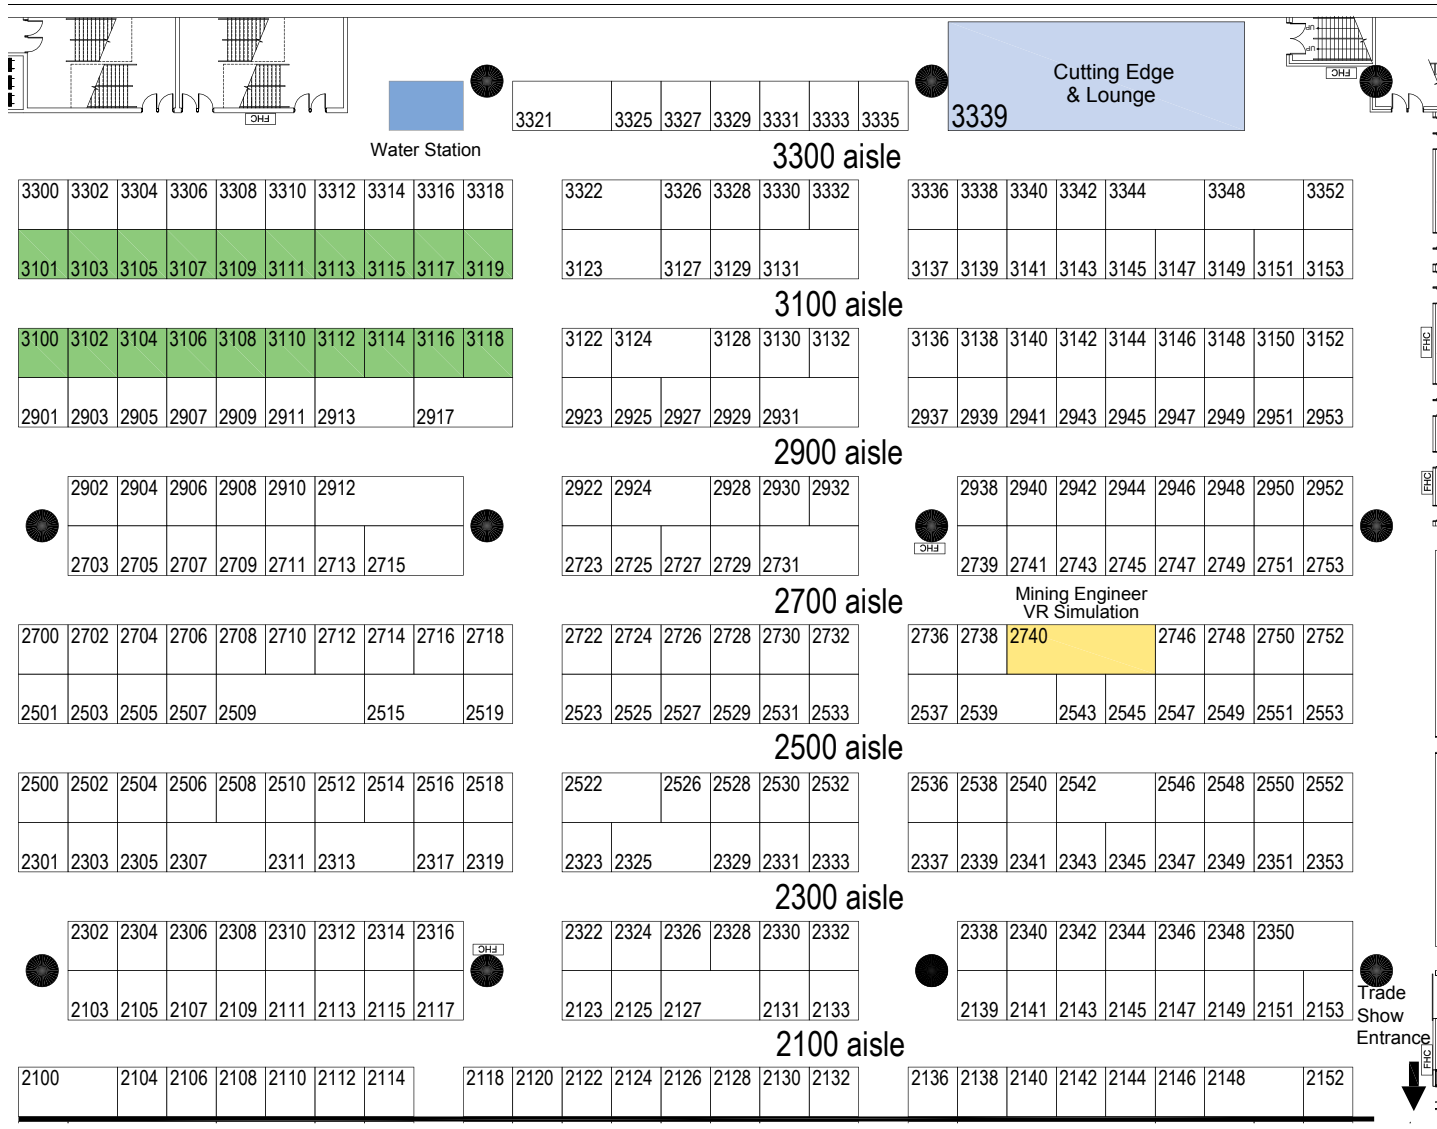 UP
UP
FHC
FHC
Cutting Edge
& Lounge
3339
3321 3325 3327 3329 3331 3333 3335
Water Station
3300 aisle
3300 3302 3304 3306 3308 3310 3312 3314 3316 3318 3322 3326 3328 3330 3332 3336 3338 3340 3342 3344 3348 3352
3101 3103 3105 3107 3109 3111 3113 3115 3117 3119 3123 3127 3129 3131 3137 3139 3141 3143 3145 3147 3149 3151 3153
3100 aisle
3100 3102 3104 3106 3108 3110 3112 3114 3116 3118 3122 3124 3128 3130 3132 3136 3138 3140 3142 3144 3146 3148 3150 3152
FHC
2901 2903 2905 2907 2909 2911 2913 2917 2923 2925 2927 2929 2931 2937 2939 2941 2943 2945 2947 2949 2951 2953
2900 aisle
2902 2904 2906 2908 2910 2912 2922 2924 2928 2930 2932 2938 2940 2942 2944 2946 2948 2950 2952
FHC
FHC
2703 2705 2707 2709 2711 2713 2715 2723 2725 2727 2729 2731 2739 2741 2743 2745 2747 2749 2751 2753
2700 aisle
Mining Engineer
VR Simulation
2700 2702 2704 2706 2708 2710 2712 2714 2716 2718 2722 2724 2726 2728 2730 2732 2736 2738 2740 2746 2748 2750 2752
2501 2503 2505 2507 2509 2515 2519 2523 2525 2527 2529 2531 2533 2537 2539 2543 2545 2547 2549 2551 2553
2500 aisle
2500 2502 2504 2506 2508 2510 2512 2514 2516 2518 2522 2526 2528 2530 2532 2536 2538 2540 2542 2546 2548 2550 2552
2301 2303 2305 2307 2311 2313 2317 2319 2323 2325 2329 2331 2333 2337 2339 2341 2343 2345 2347 2349 2351 2353
2300 aisle
2302 2304 2306 2308 2310 2312 2314 2316 2322 2324 2326 2328 2330 2332 2338 2340 2342 2344 2346 2348 2350
FHC
2103 2105 2107 2109 2111 2113 2115 2117 2123 2125 2127 2131 2133 2139 2141 2143 2145 2147 2149 2151 2153
Trade
Show
Entrance
2100 aisle
FHC
2100 2104 2106 2108 2110 2112 2114 2118 2120 2122 2124 2126 2128 2130 2132 2136 2138 2140 2142 2144 2146 2148 2152